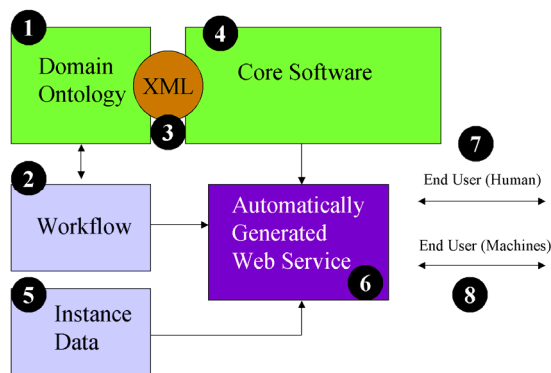 1
Domain
Ontology
XML
3
4
Core Software
2
Workflow
5
Instance
Data
Automatically
Generated
Web Service
6
7
End User (Human)
End User (Machines)
8